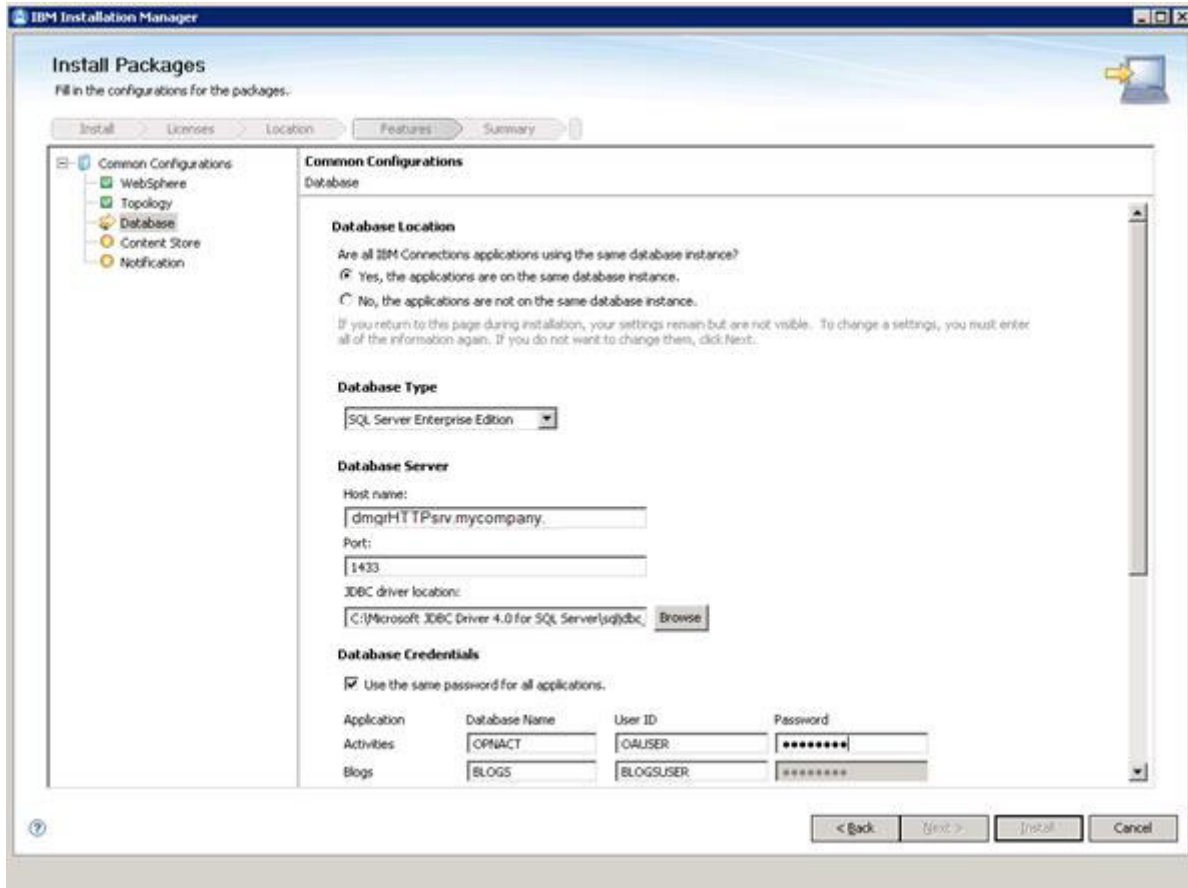 IBM Installation Manager
Install Packages
Fill in the configurations for the packages.
Install Licenses Location Features Summary
Common Configurations
WebSphere
Topology
Database
Content Store
Notification
Common Configurations
Database
Database Location
Are all IBM Connections applications using the same database instance?
Yes, the applications are on the same database instance.
No, the applications are not on the same database instance.
If you return to this page during installation, your settings remain but are not visible. To change a settings, you must enter
all of the information again. If you do not want to change them, click Next.
Database Type
SQL Server Enterprise Edition
Database Server
Host name:
dmgrHTTPsrv.mycompany.
Port:
1433
JDBC driver location:
C:\Microsoft JDBC Driver 4.0 for SQL Server\sqljdbc_ Browse
Database Credentials
Use the same password for all applications.
Application Database Name User ID Password
Activities OPNACT OAUSER ●●●●●●●●
Blogs BLOGS BLOGSUSER ●●●●●●●●
< Back Next > Install Cancel